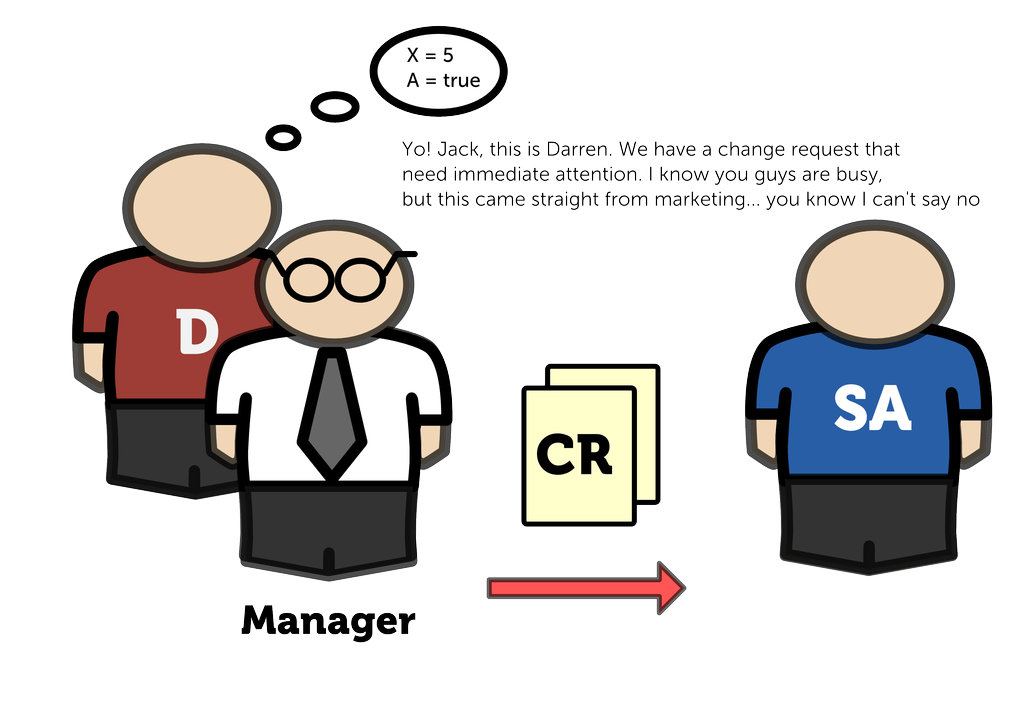 X = 5
A = true
Yo! Jack, this is Darren. We have a change request that
need immediate attention. I know you guys are busy,
but this came straight from marketing... you know I can't say no
D
SA
CR
Manager